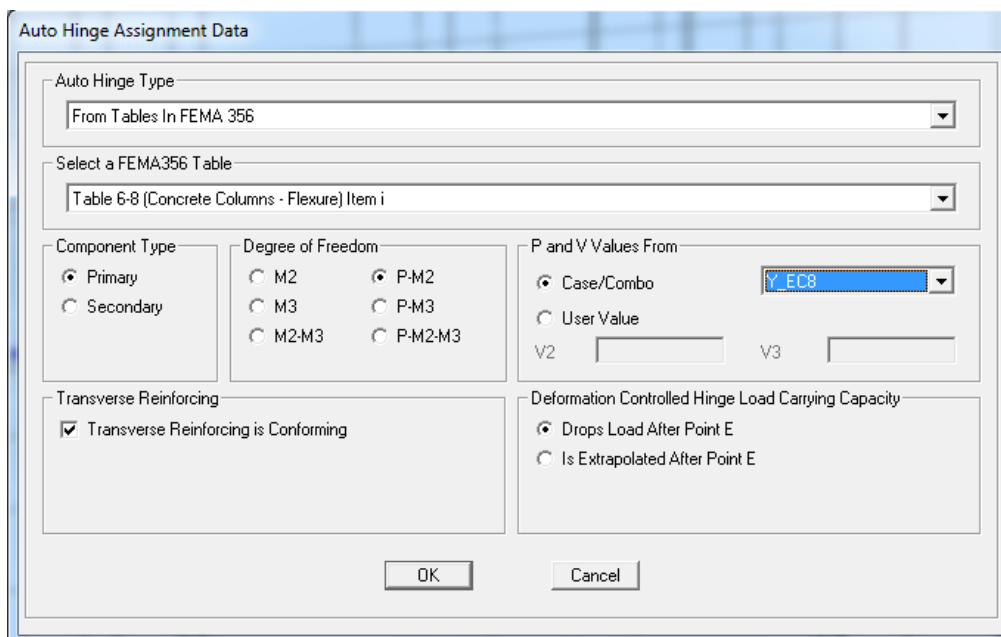 Auto Hinge Assignment Data
Auto Hinge Type
From Tables In FEMA 356
Select a FEMA356 Table
Table 6-8 (Concrete Columns - Flexure) Item i
Component Type
Primary
Secondary
Degree of Freedom
M2
P-M2
M3
P-M3
M2-M3
P-M2-M3
P and V Values From
Case/Combo
Y_EC8
User Value
V2
V3
Transverse Reinforcing
Transverse Reinforcing is Conforming
Deformation Controlled Hinge Load Carrying Capacity
Drops Load After Point E
Is Extrapolated After Point E
OK
Cancel